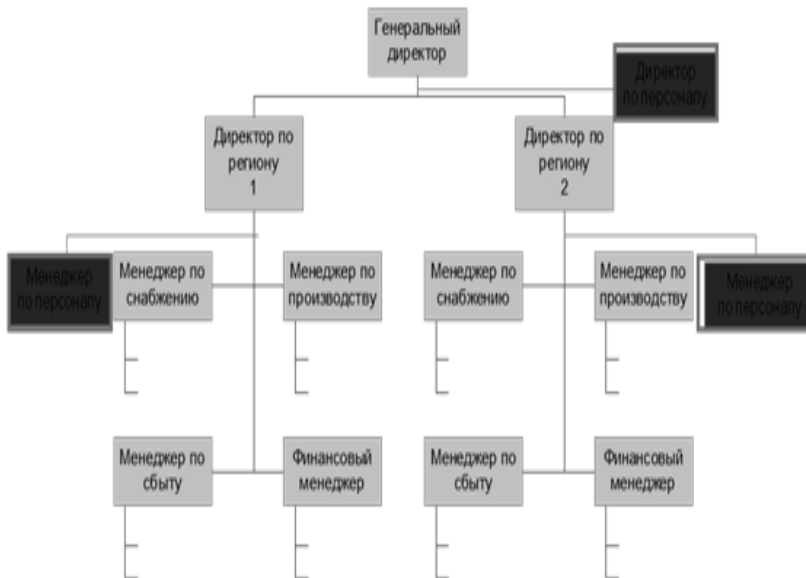 Генеральный
директор
Директор
по персоналу
Директор по
региону
1
Директор по
региону
2
Менеджер
по персоналу
Менеджер по
снабжению
Менеджер по
производству
Менеджер по
снабжению
Менеджер по
производству
Менеджер
по персоналу
Менеджер по
сбыту
Финансовый
менеджер
Менеджер по
сбыту
Финансовый
менеджер